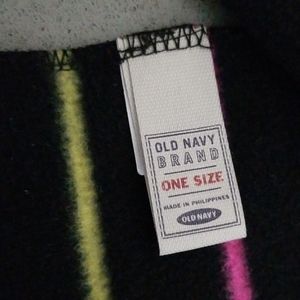 OLD NAVY
BRAND
ONE SIZE
MADE IN PHILIPPINES
OLD NAVY